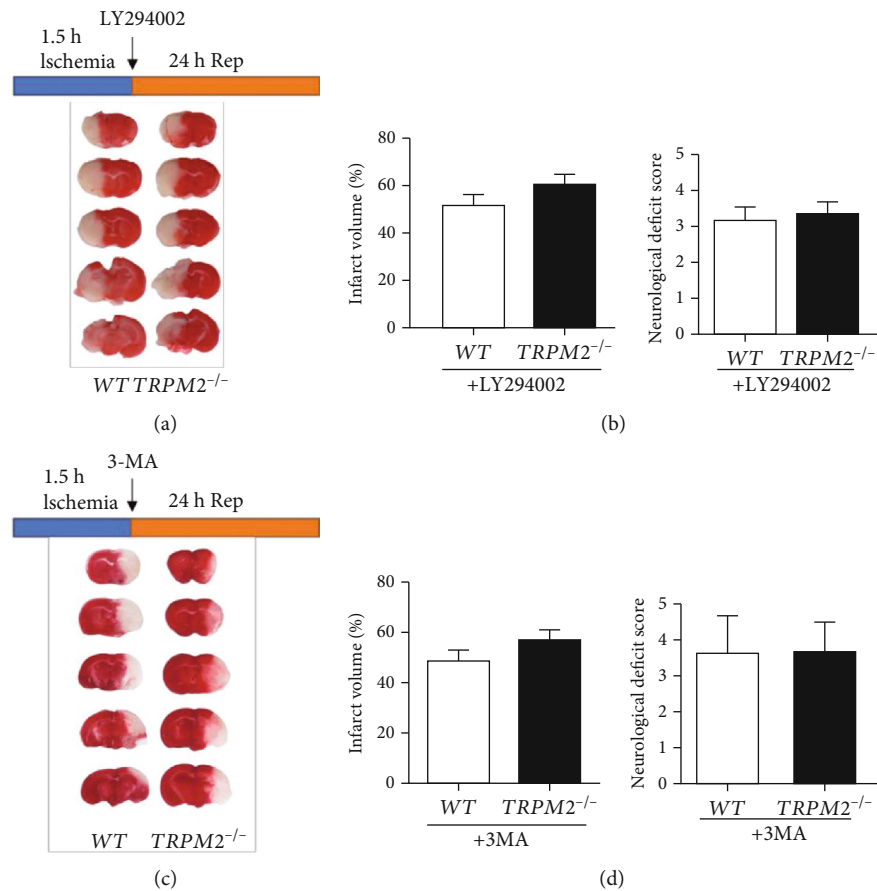 LY294002
1.5 h
lschemia
24 h Rep
WT TRPM2−/−
(a)
Infarct volume (%)
80
60
40
20
0
WT TRPM2−/−
+LY294002
Neurological deficit score
5
4
3
2
1
0
WT TRPM2−/−
+LY294002
(b)
3-MA
1.5 h
lschemia
24 h Rep
WT TRPM2−/−
(c)
Infarct volume (%)
80
60
40
20
0
WT TRPM2−/−
+3MA
Neurological deficit score
5
4
3
2
1
0
WT TRPM2−/−
+3MA
(d)